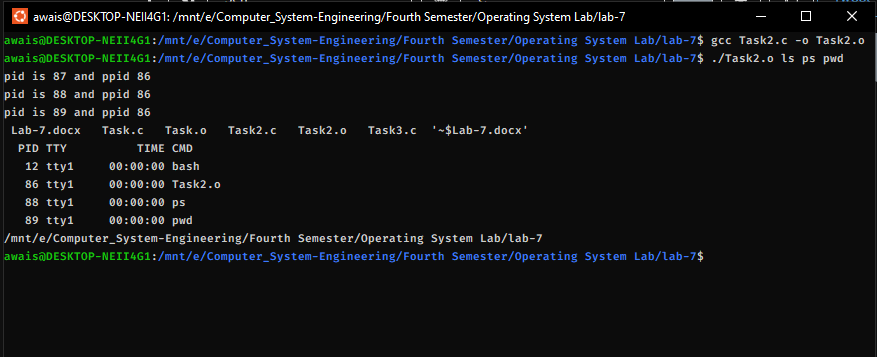 awais@DESKTOP-NEII4G1: /mnt/e/Computer_System-Engineering/Fourth Semester/Operating System Lab/lab-7
awais@DESKTOP-NEII4G1:/mnt/e/Computer_System-Engineering/Fourth Semester/Operating System Lab/lab-7$ gcc Task2.c -o Task2.o
awais@DESKTOP-NEII4G1:/mnt/e/Computer_System-Engineering/Fourth Semester/Operating System Lab/lab-7$ ./Task2.o ls ps pwd
pid is 87 and ppid 86
pid is 88 and ppid 86
pid is 89 and ppid 86
 Lab-7.docx   Task.c   Task.o   Task2.c   Task2.o   Task3.c  '~$Lab-7.docx'
  PID TTY          TIME CMD
   12 tty1     00:00:00 bash
   86 tty1     00:00:00 Task2.o
   88 tty1     00:00:00 ps
   89 tty1     00:00:00 pwd
/mnt/e/Computer_System-Engineering/Fourth Semester/Operating System Lab/lab-7
awais@DESKTOP-NEII4G1:/mnt/e/Computer_System-Engineering/Fourth Semester/Operating System Lab/lab-7$